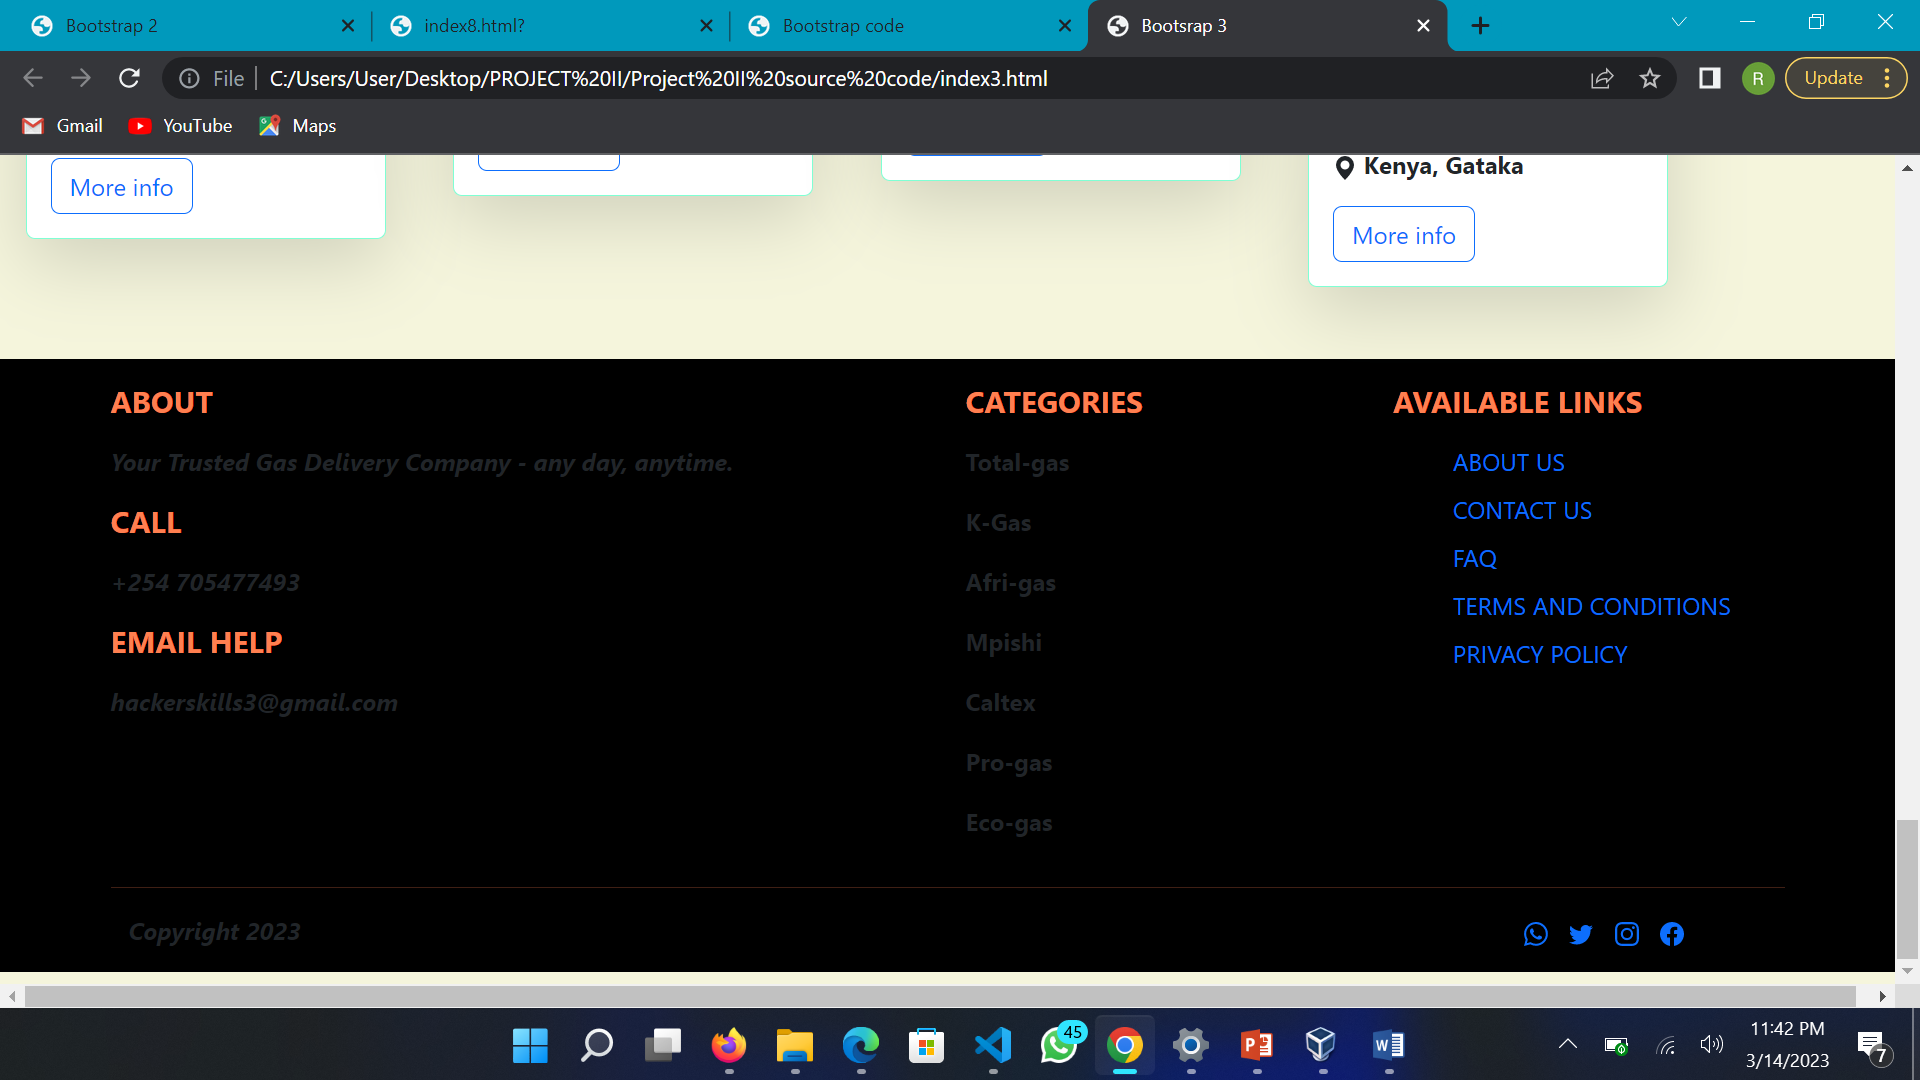 Bootstrap 2
index8.html?
Bootstrap code
Bootsrap 3
File
C:/Users/User/Desktop/PROJECT%20II/Project%20II%20source%20code/index3.html
R
Update
Gmail
YouTube
Maps
More info
Kenya, Gataka
More info
ABOUT
Your Trusted Gas Delivery Company - any day, anytime.
CALL
+254 705477493
EMAIL HELP
hackerskills3@gmail.com
CATEGORIES
Total-gas
K-Gas
Afri-gas
Mpishi
Caltex
Pro-gas
Eco-gas
AVAILABLE LINKS
ABOUT US
CONTACT US
FAQ
TERMS AND CONDITIONS
PRIVACY POLICY
Copyright 2023
45
11:42 PM
3/14/2023
7